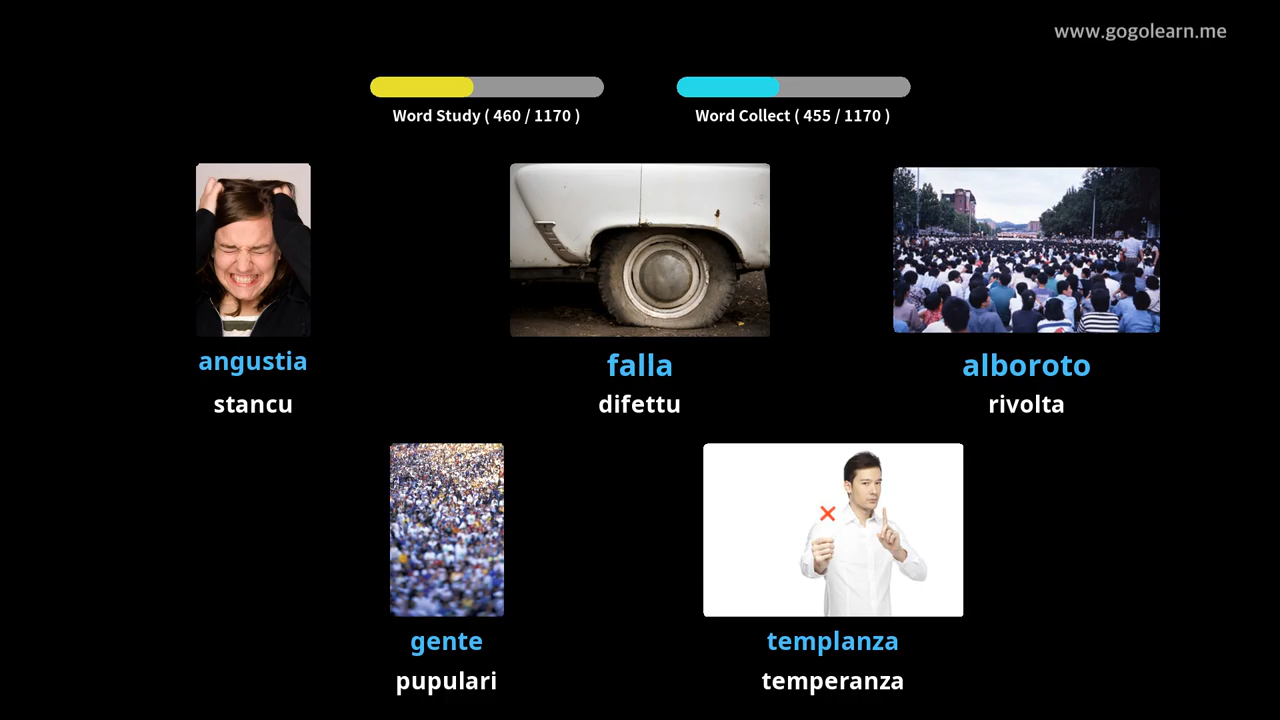 www.gogolearn.me
Word Study ( 460 / 1170 )
Word Collect ( 455 / 1170 )
angustia
stancu
falla
difettu
alboroto
rivolta
gente
pupulari
templanza
temperanza